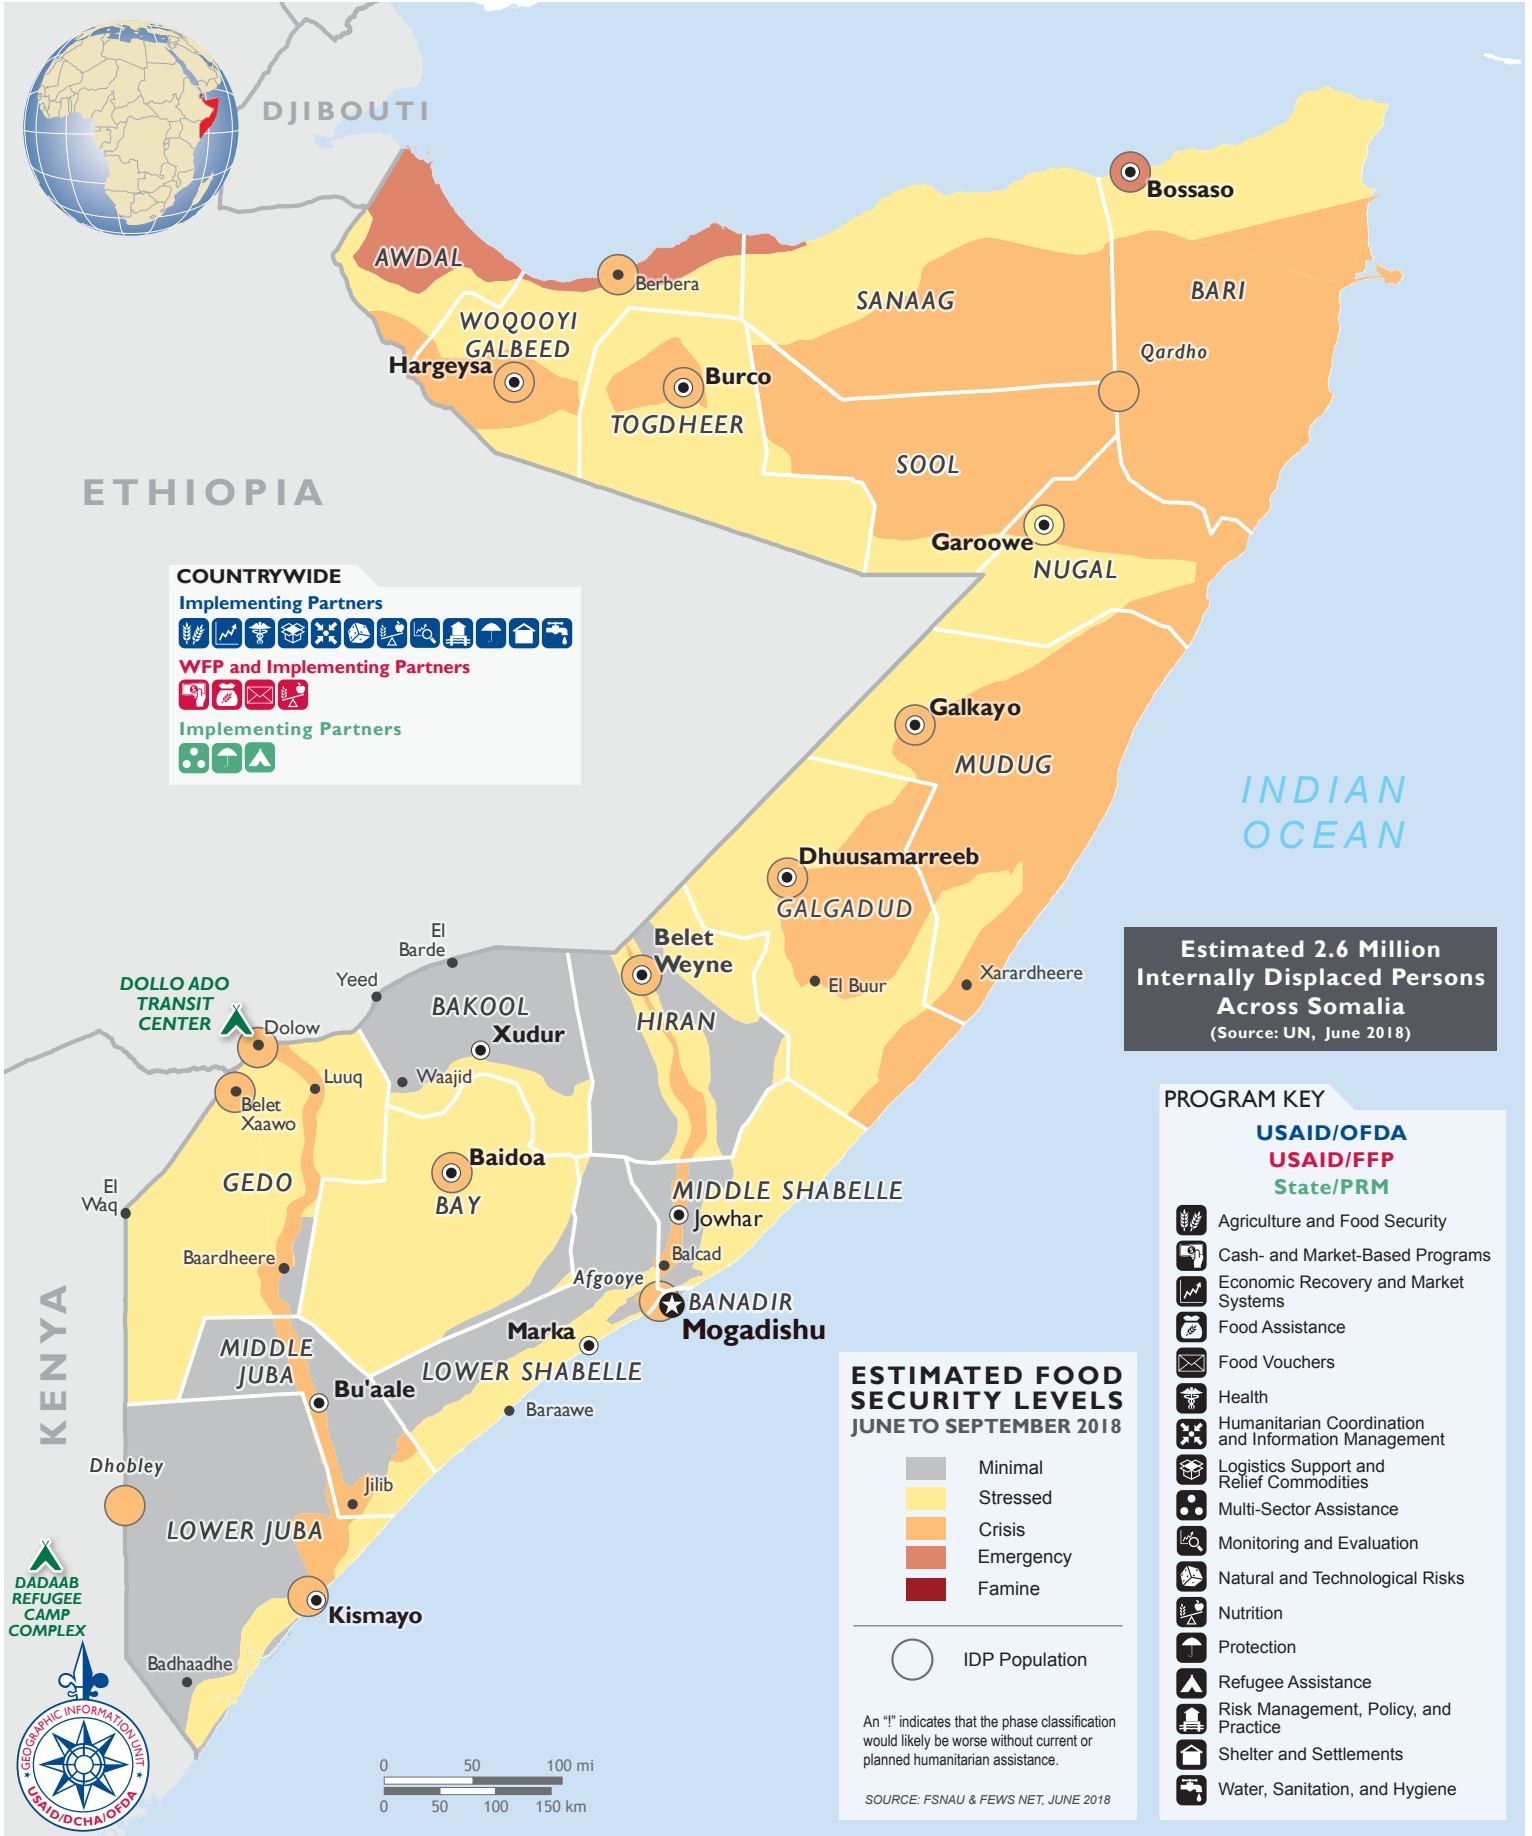 DJIBOUTI
Bossaso
AWDAL
Berbera
SANAAG
BARI
WOQOOYI
GALBEED
Qardho
Hargeysa
Burco
TOGDHEER
SOOL
ETHIOPIA
Garoowe
NUGAL
COUNTRYWIDE
Implementing Partners
WFP and Implementing Partners
Implementing Partners
Galkayo
MUDUG
INDIAN
OCEAN
Dhuusamarreeb
GALGADUD
El Buur
Xarardheere
Belet
Weyne
HIRAN
El
Barde
Yeed
BAKOOL
Xudur
Waajid
DOLLO ADO
TRANSIT
CENTER
Dolow
Luuq
Belet
Xaawo
El
Waq
GEDO
Baidoa
BAY
MIDDLE SHABELLE
Jowhar
Balcad
Afgooye
BANADIR
Mogadishu
Baardheere
Marka
LOWER SHABELLE
MIDDLE
JUBA
Bu'aale
Baraawe
KENYA
Dhobley
Jilib
LOWER JUBA
DADAAB
REFUGEE
CAMP
COMPLEX
Kismayo
Badhaadhe
GEOGRAPHIC INFORMATION UNIT
USAID/DCHA/OFDA
0 50 100 mi
0 50 100 150 km
Estimated 2.6 Million
Internally Displaced Persons
Across Somalia
(Source: UN, June 2018)
ESTIMATED FOOD
SECURITY LEVELS
JUNE TO SEPTEMBER 2018
Minimal
Stressed
Crisis
Emergency
Famine
IDP Population
An "!" indicates that the phase classification
would likely be worse without current or
planned humanitarian assistance.
SOURCE: FSNAU & FEWS NET, JUNE 2018
PROGRAM KEY
USAID/OFDA
USAID/FFP
State/PRM
Agriculture and Food Security
Cash- and Market-Based Programs
Economic Recovery and Market
Systems
Food Assistance
Food Vouchers
Health
Humanitarian Coordination
and Information Management
Logistics Support and
Relief Commodities
Multi-Sector Assistance
Monitoring and Evaluation
Natural and Technological Risks
Nutrition
Protection
Refugee Assistance
Risk Management, Policy, and
Practice
Shelter and Settlements
Water, Sanitation, and Hygiene